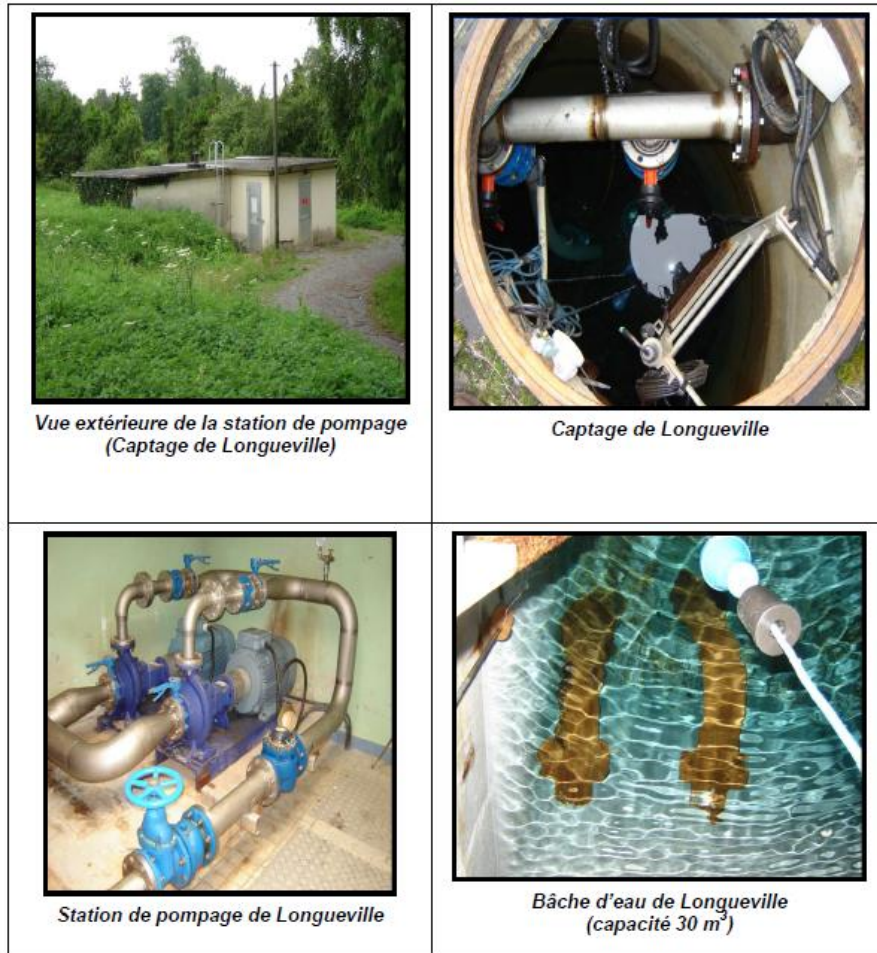 Vue extérieure de la station de pompage
(Captage de Longueville)
Captage de Longueville
Station de pompage de Longueville
Bâche d'eau de Longueville
(capacité 30 m³)